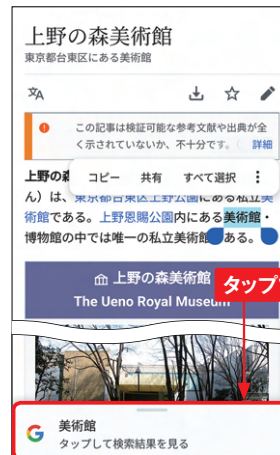 上野の森美術館
東京都台東区にある美術館
この記事は検証可能な参考文献や出典が全
く示されていないか、不十分です。 詳細
コピー 共有 すべて選択
上野の森
ん）は、東京都台東区上野公園にある私立美
術館である。上野恩賜公園内にある美術館・
博物館の中では唯一の私立美術館である。
上野の森美術館
The Ueno Royal Museum
タップ
美術館
タップして検索結果を見る